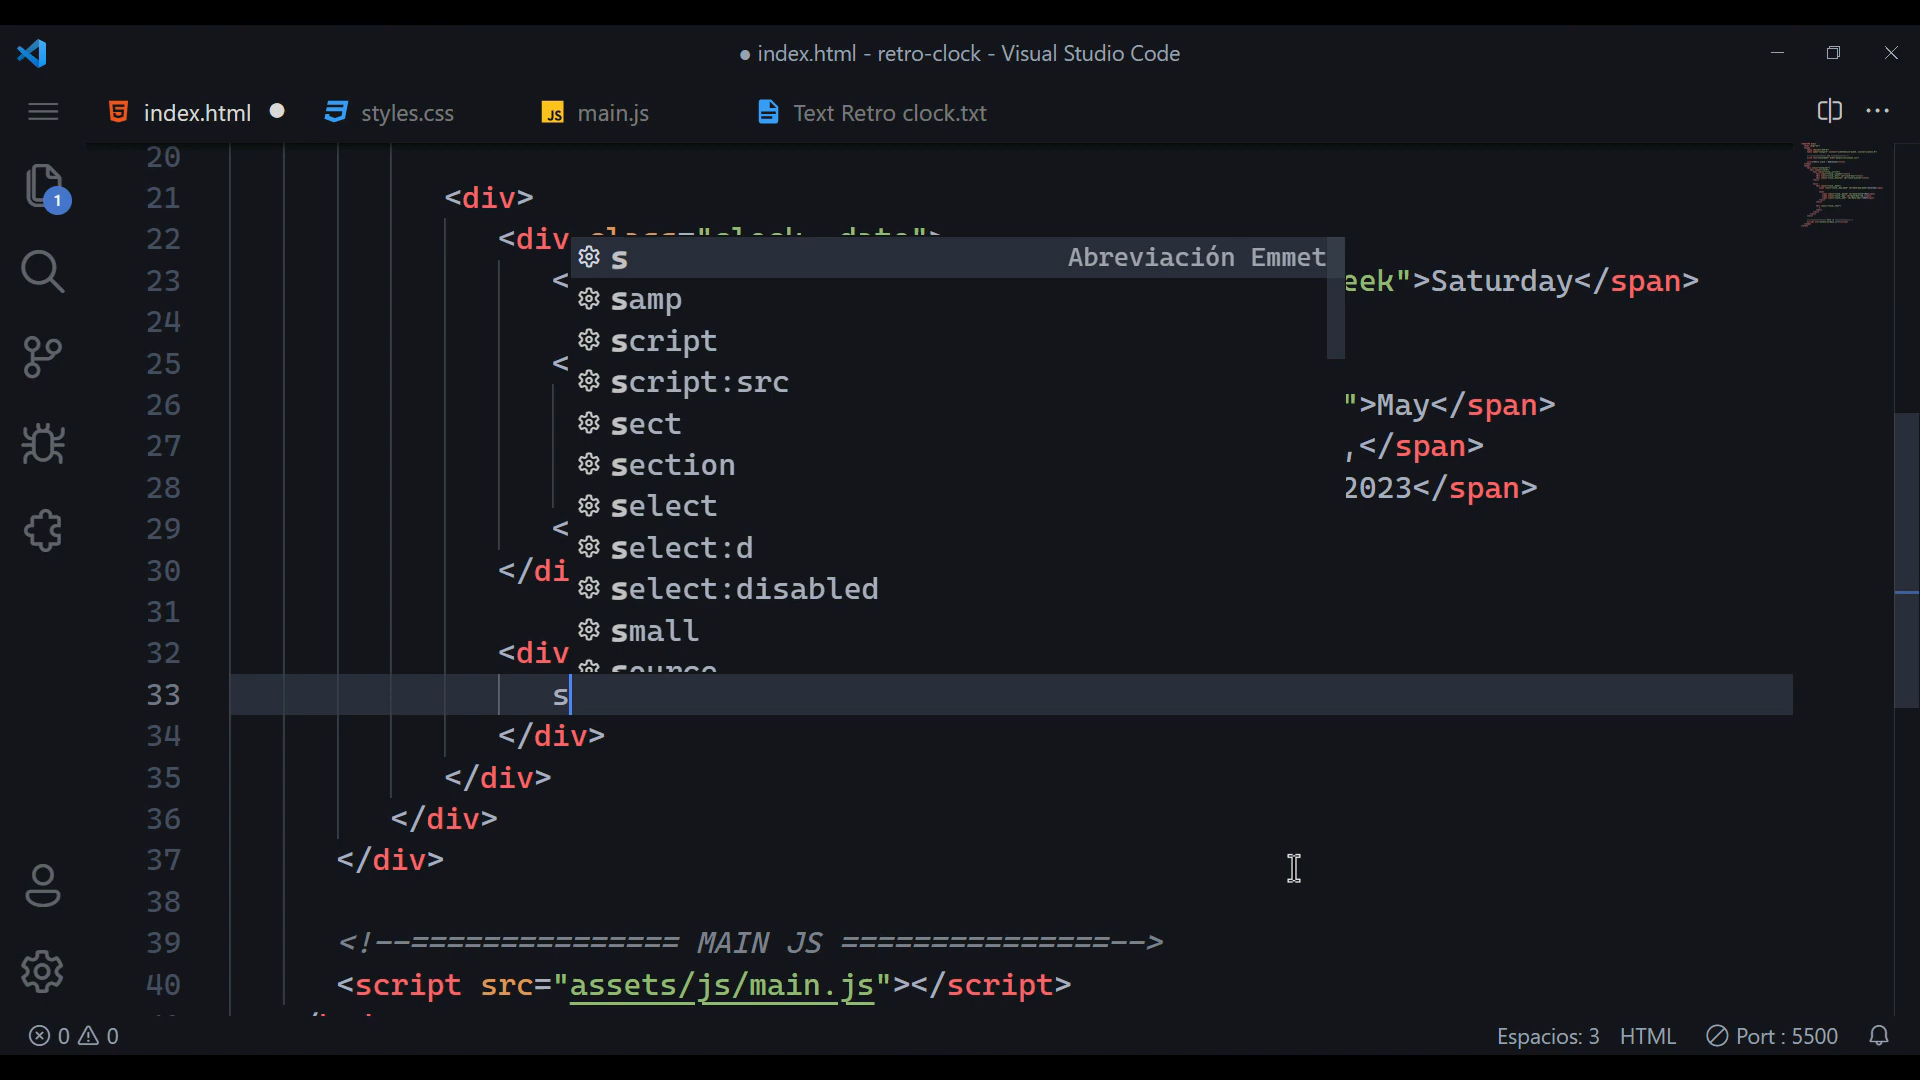 ● index.html - retro-clock - Visual Studio Code
index.html
styles.css
JS main.js
Text Retro clock.txt
1
20
21 <div>
22 <div class="clock__date">
s Abreviación Emmet
23 < eek">Saturday</span>
samp
24
script
25 <
script:src
26 ">May</span>
sect
27 ,</span>
section
28 2023</span>
select
29 <
select:d
30 </di
select:disabled
31
small
32 <div
source
33 s
34 </div>
35 </div>
36 </div>
37 </div>
38
39 <!--=============== MAIN JS ===============-->
40 <script src="assets/js/main.js"></script>
0 0
Espacios: 3 HTML Port : 5500